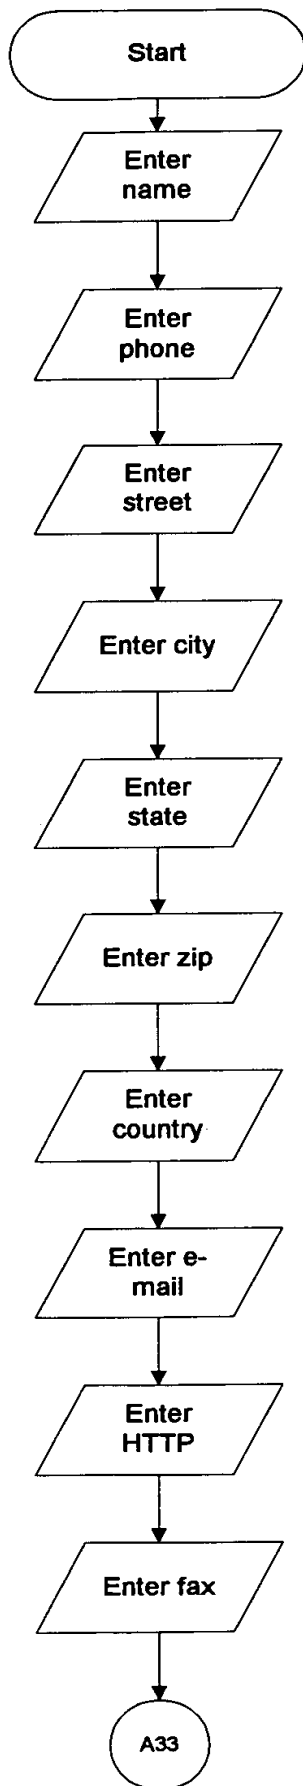 Start
Enter
name
Enter
phone
Enter
street
Enter city
Enter
state
Enter zip
Enter
country
Enter e-
mail
Enter
HTTP
Enter fax
A33